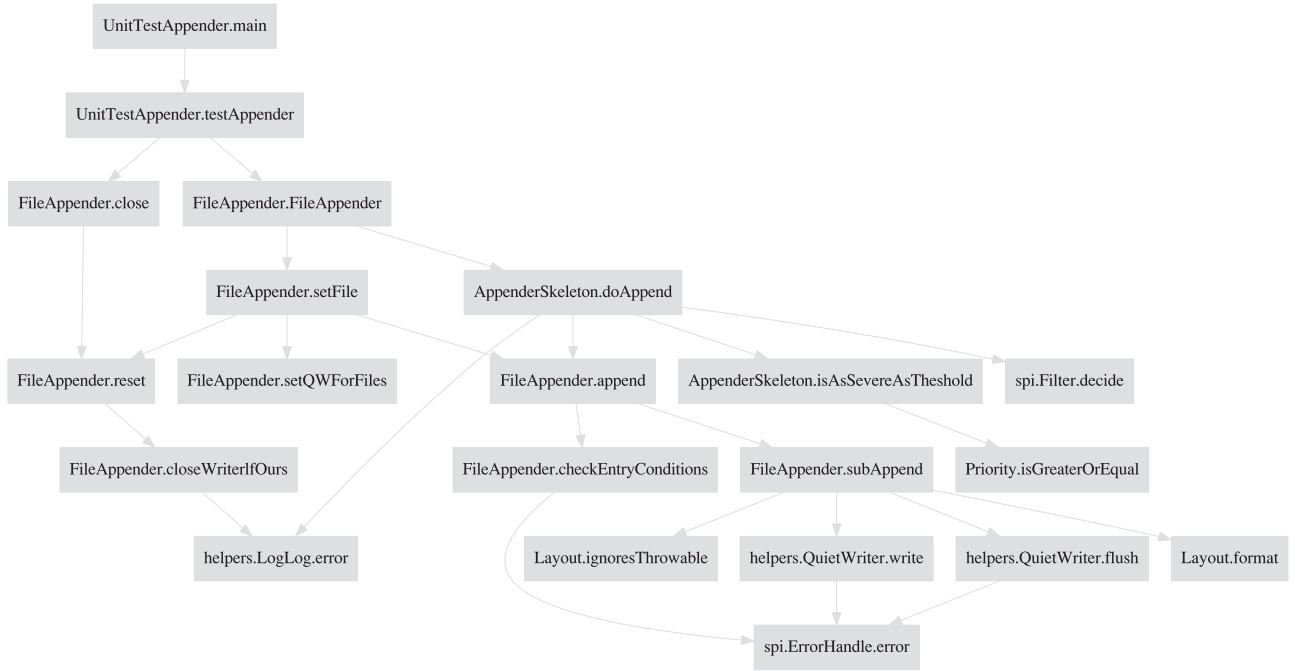 UnitTestAppender.main
UnitTestAppender.testAppender
FileAppender.close
FileAppender.FileAppender
FileAppender.setFile
AppenderSkeleton.doAppend
FileAppender.reset
FileAppender.setQWForFiles
FileAppender.append
AppenderSkeleton.isAsSevereAsTheshold
spi.Filter.decide
FileAppender.closeWriterlfOurs
FileAppender.checkEntryConditions
FileAppender.subAppend
Priority.isGreaterOrEqual
helpers.LogLog.error
Layout.ignoresThrowable
helpers.QuietWriter.write
helpers.QuietWriter.flush
Layout.format
spi.ErrorHandle.error